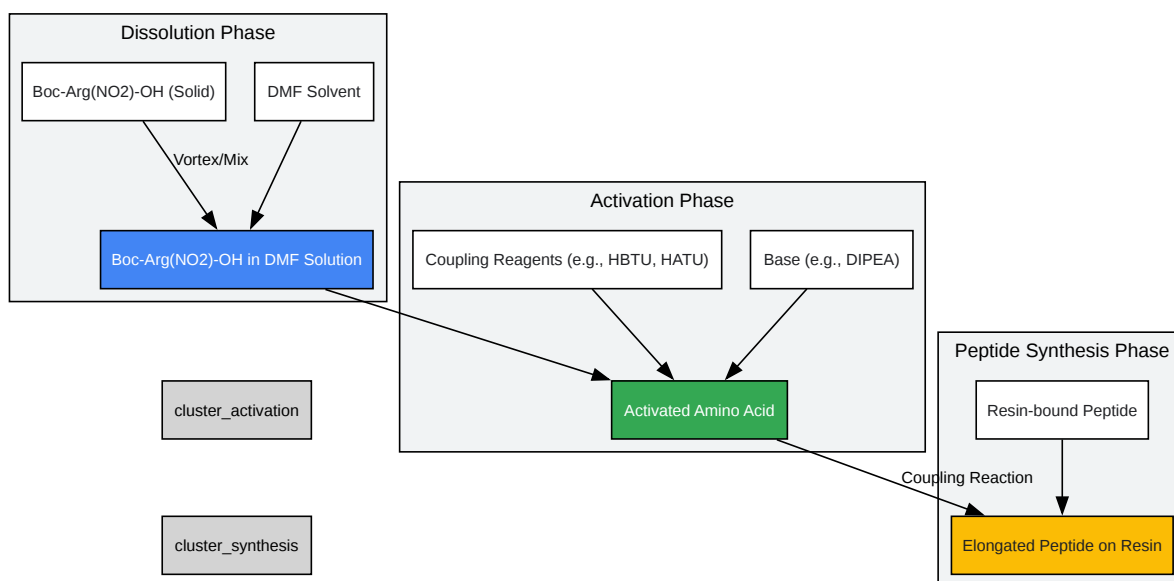 Dissolution Phase
Boc-Arg(NO2)-OH (Solid)
DMF Solvent
Vortex/Mix
Boc-Arg(NO2)-OH in DMF Solution
Activation Phase
Coupling Reagents (e.g., HBTU, HATU)
Base (e.g., DIPEA)
Activated Amino Acid
Peptide Synthesis Phase
Resin-bound Peptide
Coupling Reaction
Elongated Peptide on Resin
cluster_activation
cluster_synthesis